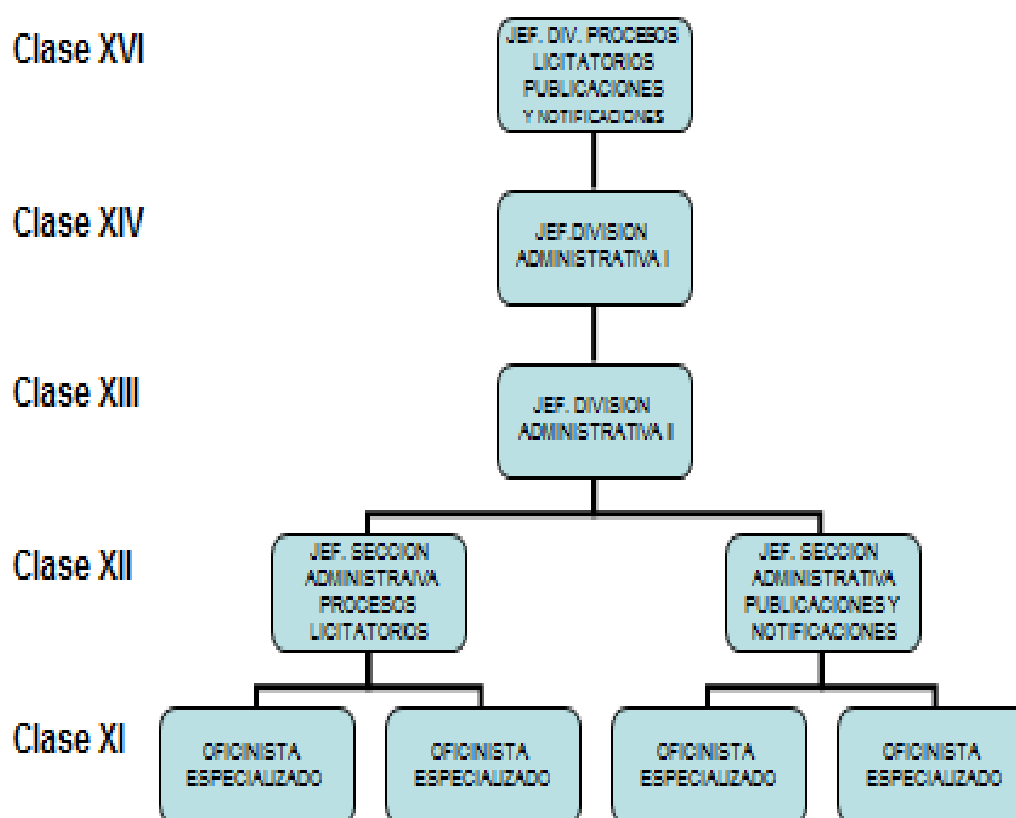 Clase XVI
JEF. DIV. PROCESOS
LICITATORIOS
PUBLICACIONES
Y NOTIFICACIONES
Clase XIV
JEF.DIVISION
ADMINISTRATIVA I
Clase XIII
JEF. DIVISION
ADMINISTRATIVA II
Clase XII
JEF. SECCION
ADMINISTRAIVA
PROCESOS
LICITATORIOS
JEF. SECCION
ADMINISTRATIVA
PUBLICACIONES Y
NOTIFICACIONES
Clase XI
OFICINISTA
ESPECIALIZADO
OFICINISTA
ESPECIALIZADO
OFICINISTA
ESPECIALIZADO
OFICINISTA
ESPECIALIZADO